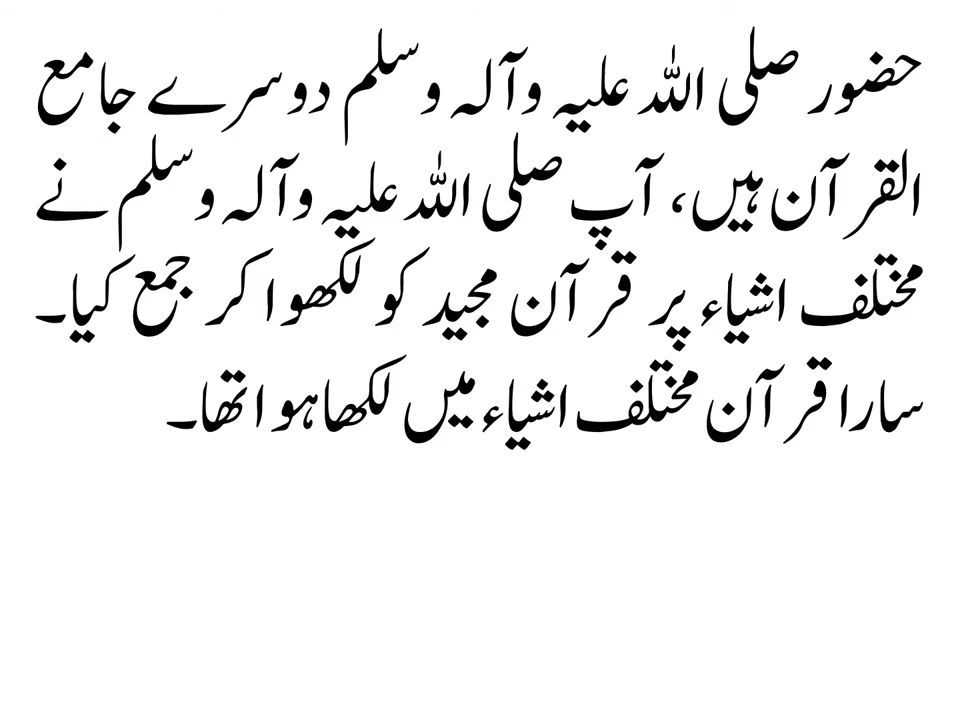 حضور صلی اللہ علیہ وآلہ وسلم دوسرے جامع
القرآن ہیں، آپ صلی اللہ علیہ وآلہ وسلم نے
مختلف اشیاء پر قرآن مجید کو لکھوا کر جمع کیا۔
سارا قرآن مختلف اشیاء میں لکھا ہوا تھا۔